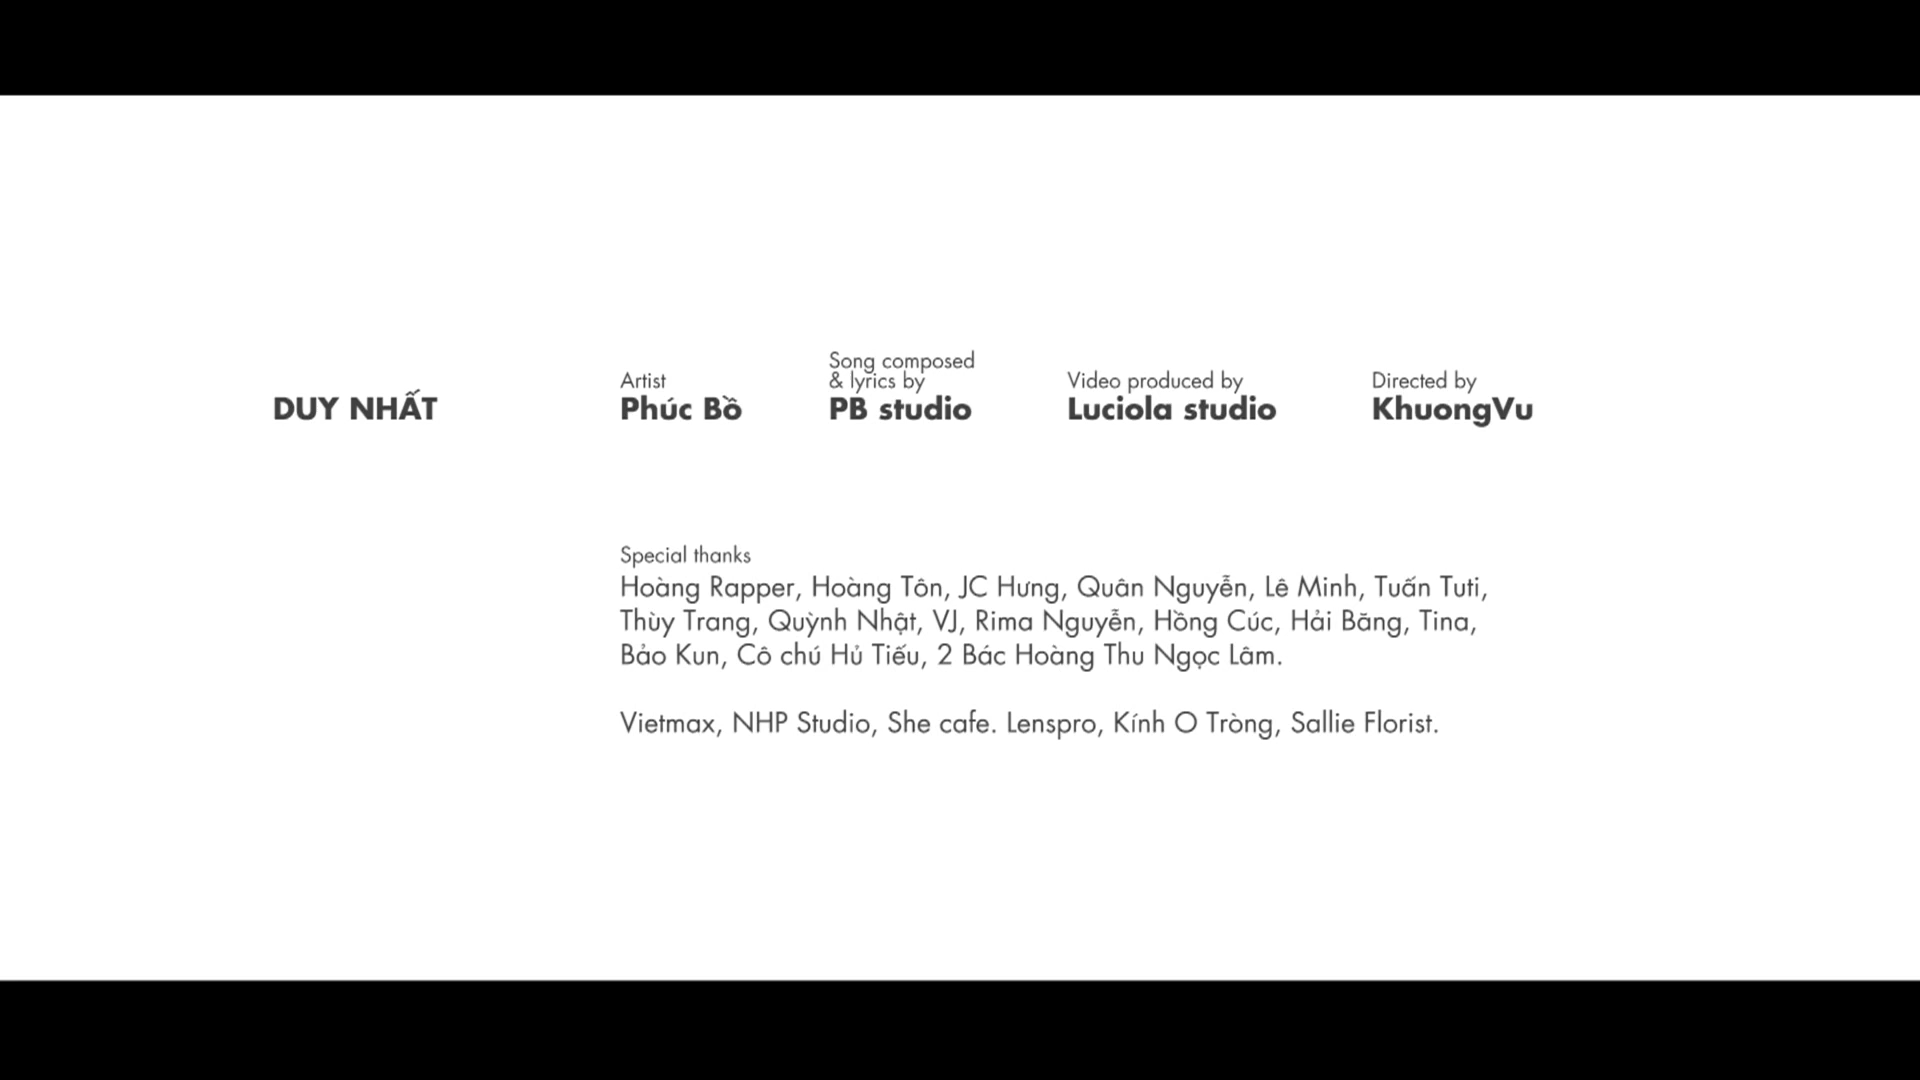 DUY NHẤT
Artist
Phúc Bồ
Song composed
& lyrics by
PB studio
Video produced by
Luciola studio
Directed by
KhuongVu
Special thanks
Hoàng Rapper, Hoàng Tôn, JC Hưng, Quân Nguyễn, Lê Minh, Tuấn Tuti,
Thùy Trang, Quỳnh Nhật, VJ, Rima Nguyễn, Hồng Cúc, Hải Băng, Tina,
Bảo Kun, Cô chú Hủ Tiếu, 2 Bác Hoàng Thu Ngọc Lâm.
Vietmax, NHP Studio, She cafe. Lenspro, Kính O Tròng, Sallie Florist.